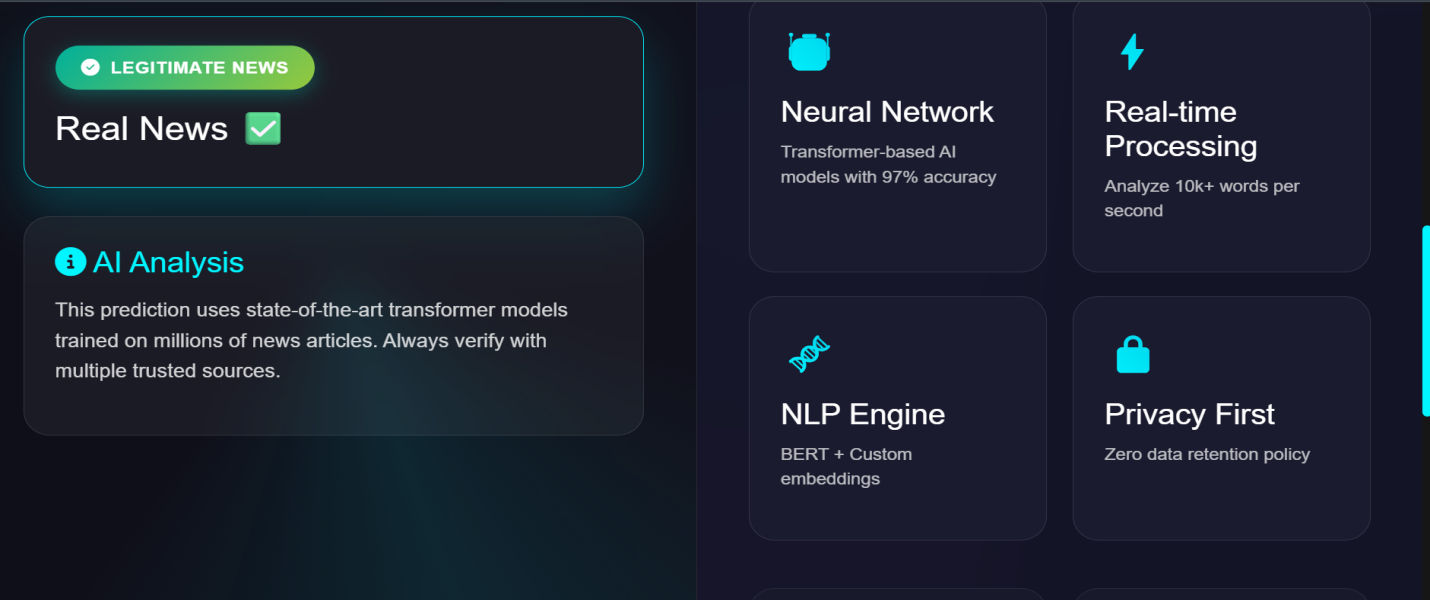 LEGITIMATE NEWS
Real News ✅
AI Analysis
This prediction uses state-of-the-art transformer models
trained on millions of news articles. Always verify with
multiple trusted sources.
Neural Network
Transformer-based AI
models with 97% accuracy
Real-time
Processing
Analyze 10k+ words per
second
NLP Engine
BERT + Custom
embeddings
Privacy First
Zero data retention policy